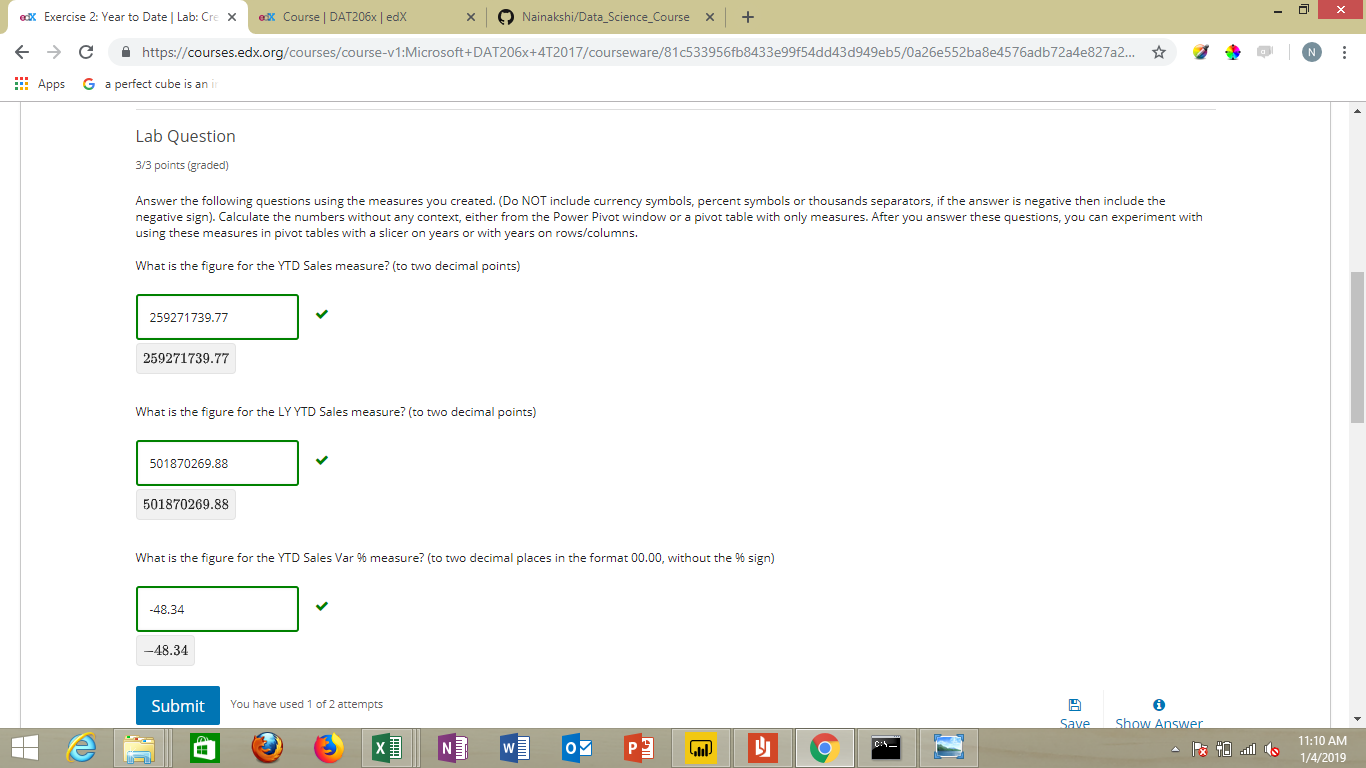 edX Exercise 2: Year to Date | Lab: Cre
edX Course | DAT206x | edX
Nainakshi/Data_Science_Course
https://courses.edx.org/courses/course-v1:Microsoft+DAT206x+4T2017/courseware/81c533956fb8433e99f54dd43d949eb5/0a26e552ba8e4576adb72a4e827a2...
N
Apps
G a perfect cube is an i
Lab Question
3/3 points (graded)
Answer the following questions using the measures you created. (Do NOT include currency symbols, percent symbols or thousands separators, if the answer is negative then include the
negative sign). Calculate the numbers without any context, either from the Power Pivot window or a pivot table with only measures. After you answer these questions, you can experiment with
using these measures in pivot tables with a slicer on years or with years on rows/columns.
What is the figure for the YTD Sales measure? (to two decimal points)
259271739.77
259271739.77
What is the figure for the LY YTD Sales measure? (to two decimal points)
501870269.88
501870269.88
What is the figure for the YTD Sales Var % measure? (to two decimal places in the format 00.00, without the % sign)
-48.34
−48.34
Submit
You have used 1 of 2 attempts
Save
Show Answer
11:10 AM
1/4/2019